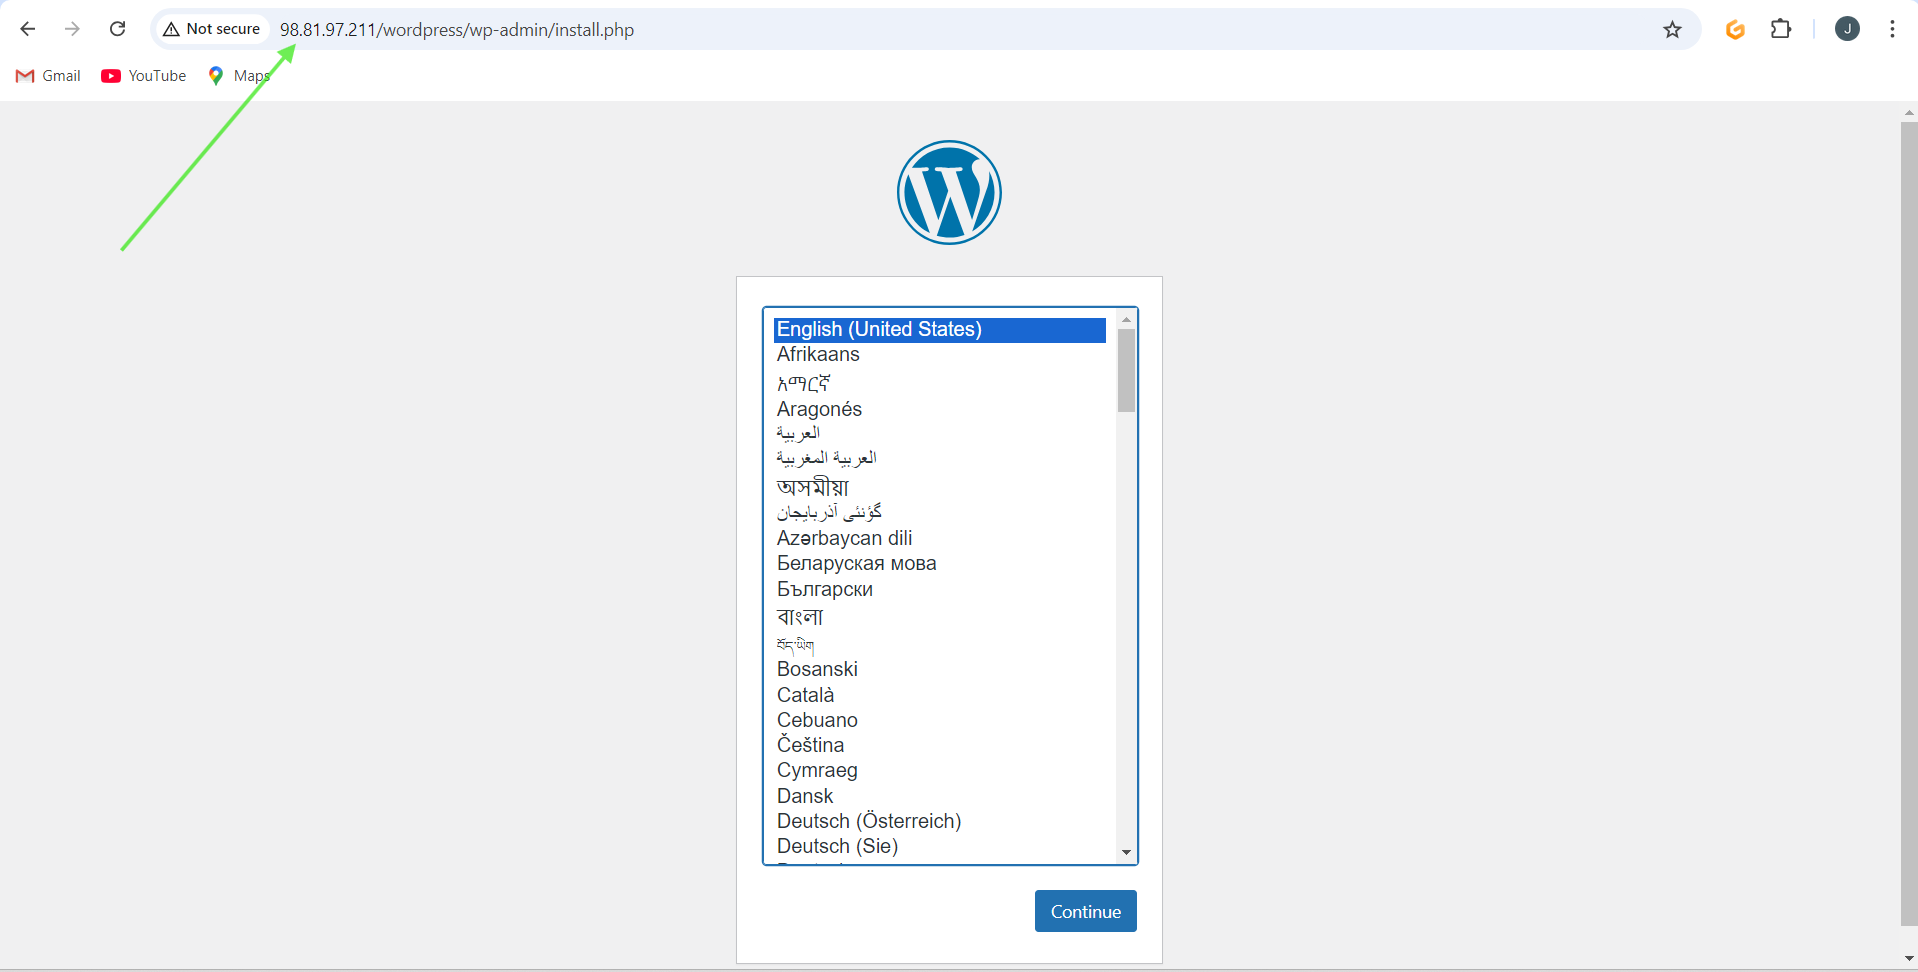 Not secure 98.81.97.211/wordpress/wp-admin/install.php J
Gmail YouTube Maps
English (United States)
Afrikaans
አማርኛ
Aragonés
العربية
العربية المغربية
অসমীয়া
گؤنئی آذربایجان
Azərbaycan dili
Беларуская мова
Български
বাংলা
བོད་ཡིག
Bosanski
Català
Cebuano
Čeština
Cymraeg
Dansk
Deutsch (Österreich)
Deutsch (Sie)
Continue